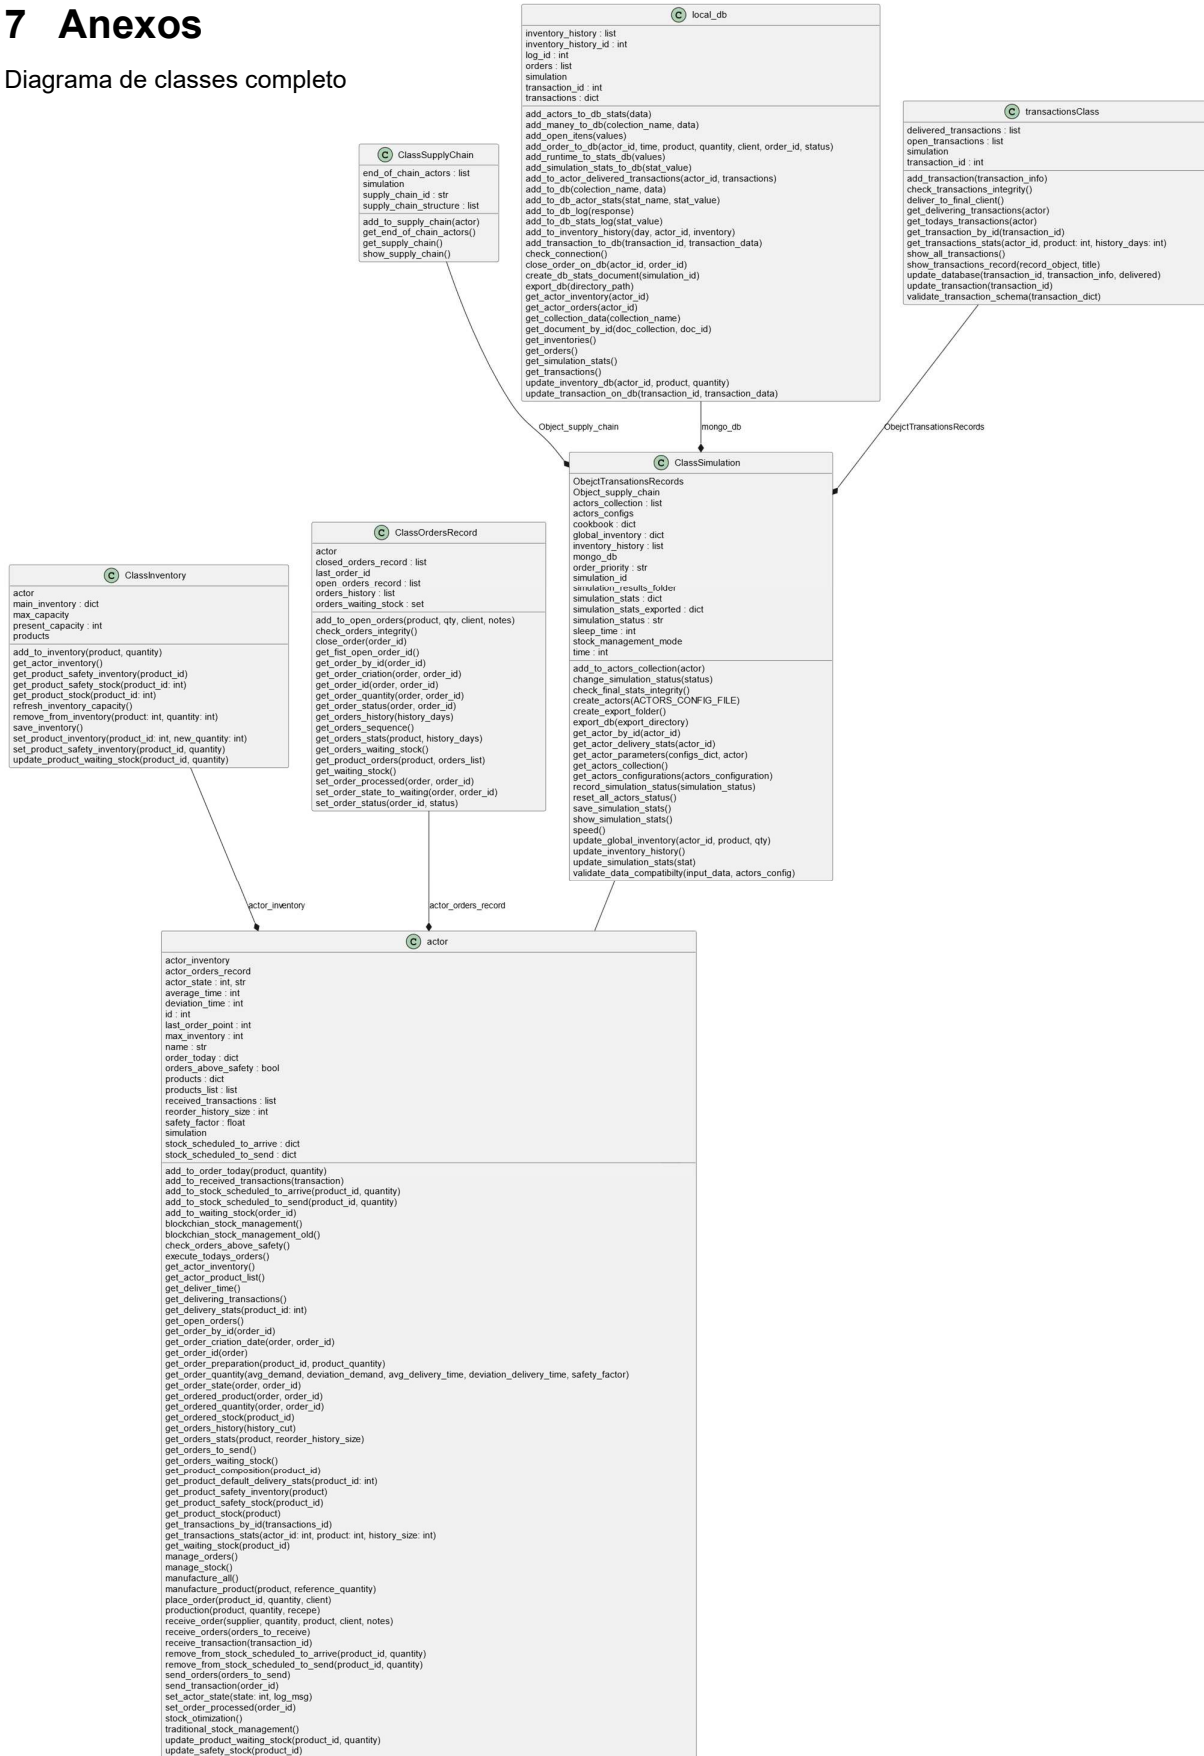 7 Anexos
Diagrama de classes completo
C local_db
inventory_history : list
inventory_history_id : int
log_id : int
orders : list
simulation
transaction_id : int
transactions : dict
add_actors_to_db_stats(data)
add_maney_to_db(colection_name, data)
add_open_itens(values)
add_order_to_db(actor_id, time, product, quantity, client, order_id, status)
add_runtime_to_stats_db(values)
add_simulation_stats_to_db(stat_value)
add_to_actor_delivered_transactions(actor_id, transactions)
add_to_db(colection_name, data)
add_to_db_actor_stats(stat_name, stat_value)
add_to_db_log(response)
add_to_db_stats_log(stat_value)
add_to_inventory_history(day, actor_id, inventory)
add_transaction_to_db(transaction_id, transaction_data)
check_connection()
close_order_on_db(actor_id, order_id)
create_db_stats_document(simulation_id)
export_db(directory_path)
get_actor_inventory(actor_id)
get_actor_orders(actor_id)
get_collection_data(collection_name)
get_document_by_id(doc_collection, doc_id)
get_inventories()
get_orders()
get_simulation_stats()
get_transactions()
update_inventory_db(actor_id, product, quantity)
update_transaction_on_db(transaction_id, transaction_data)
C transactionsClass
delivered_transactions : list
open_transactions : list
simulation
transaction_id : int
add_transaction(transaction_info)
check_transactions_integrity()
deliver_to_final_client()
get_delivering_transactions(actor)
get_todays_transactions(actor)
get_transaction_by_id(transaction_id)
get_transactions_stats(actor_id, product: int, history_days: int)
show_all_transactions()
show_transactions_record(record_object, title)
update_database(transaction_id, transaction_info, delivered)
update_transaction(transaction_id)
validate_transaction_schema(transaction_dict)
C ClassSupplyChain
end_of_chain_actors : list
simulation
supply_chain_id : str
supply_chain_structure : list
add_to_supply_chain(actor)
get_end_of_chain_actors()
get_supply_chain()
show_supply_chain()
Object_supply_chain
mongo_db
ObejctTransationsRecords
C ClassSimulation
ObejctTransationsRecords
Object_supply_chain
actors_collection : list
actors_configs
cookbook : dict
global_inventory : dict
inventory_history : list
mongo_db
order_priority : str
simulation_id
simulation_results_folder
simulation_stats : dict
simulation_stats_exported : dict
simulation_status : str
sleep_time : int
stock_management_mode
time : int
add_to_actors_collection(actor)
change_simulation_status(status)
check_final_stats_integrity()
create_actors(ACTORS_CONFIG_FILE)
create_export_folder()
export_db(export_directory)
get_actor_by_id(actor_id)
get_actor_delivery_stats(actor_id)
get_actor_parameters(configs_dict, actor)
get_actors_collection()
get_actors_configurations(actors_configuration)
record_simulation_status(simulation_status)
reset_all_actors_status()
save_simulation_stats()
show_simulation_stats()
speed()
update_global_inventory(actor_id, product, qty)
update_inventory_history()
update_simulation_stats(stat)
validate_data_compatibilty(input_data, actors_config)
C ClassOrdersRecord
actor
closed_orders_record : list
last_order_id
open_orders_record : list
orders_history : list
orders_waiting_stock : set
add_to_open_orders(product, qty, client, notes)
check_orders_integrity()
close_order(order_id)
get_fist_open_order_id()
get_order_by_id(order_id)
get_order_criation(order, order_id)
get_order_id(order, order_id)
get_order_quantity(order, order_id)
get_order_status(order, order_id)
get_orders_history(history_days)
get_orders_sequence()
get_orders_stats(product, history_days)
get_orders_waiting_stock()
get_product_orders(product, orders_list)
get_waiting_stock()
set_order_processed(order, order_id)
set_order_state_to_waiting(order, order_id)
set_order_status(order_id, status)
C ClassInventory
actor
main_inventory : dict
max_capacity
present_capacity : int
products
add_to_inventory(product, quantity)
get_actor_inventory()
get_product_safety_inventory(product_id)
get_product_safety_stock(product_id: int)
get_product_stock(product_id: int)
refresh_inventory_capacity()
remove_from_inventory(product: int, quantity: int)
save_inventory()
set_product_inventory(product_id: int, new_quantity: int)
set_product_safety_inventory(product_id, quantity)
update_product_waiting_stock(product_id, quantity)
actor_inventory
actor_orders_record
C actor
actor_inventory
actor_orders_record
actor_state : int, str
average_time : int
deviation_time : int
id : int
last_order_point : int
max_inventory : int
name : str
order_today : dict
orders_above_safety : bool
products : dict
products_list : list
received_transactions : list
reorder_history_size : int
safety_factor : float
simulation
stock_scheduled_to_arrive : dict
stock_scheduled_to_send : dict
add_to_order_today(product, quantity)
add_to_received_transactions(transaction)
add_to_stock_scheduled_to_arrive(product_id, quantity)
add_to_stock_scheduled_to_send(product_id, quantity)
add_to_waiting_stock(order_id)
blockchian_stock_management()
blockchian_stock_management_old()
check_orders_above_safety()
execute_todays_orders()
get_actor_inventory()
get_actor_product_list()
get_deliver_time()
get_delivering_transactions()
get_delivery_stats(product_id: int)
get_open_orders()
get_order_by_id(order_id)
get_order_criation_date(order, order_id)
get_order_id(order)
get_order_preparation(product_id, product_quantity)
get_order_quantity(avg_demand, deviation_demand, avg_delivery_time, deviation_delivery_time, safety_factor)
get_order_state(order, order_id)
get_ordered_product(order, order_id)
get_ordered_quantity(order, order_id)
get_ordered_stock(product_id)
get_orders_history(history_cut)
get_orders_stats(product, reorder_history_size)
get_orders_to_send()
get_orders_waiting_stock()
get_product_composition(product_id)
get_product_default_delivery_stats(product_id: int)
get_product_safety_inventory(product)
get_product_safety_stock(product_id)
get_product_stock(product)
get_transactions_by_id(transactions_id)
get_transactions_stats(actor_id: int, product: int, history_size: int)
get_waiting_stock(product_id)
manage_orders()
manage_stock()
manufacture_all()
manufacture_product(product, reference_quantity)
place_order(product_id, quantity, client)
production(product, quantity, recepe)
receive_order(supplier, quantity, product, client, notes)
receive_orders(orders_to_receive)
receive_transaction(transaction_id)
remove_from_stock_scheduled_to_arrive(product_id, quantity)
remove_from_stock_scheduled_to_send(product_id, quantity)
send_orders(orders_to_send)
send_transaction(order_id)
set_actor_state(state: int, log_msg)
set_order_processed(order_id)
stock_otimization()
traditional_stock_management()
update_product_waiting_stock(product_id, quantity)
update_safety_stock(product_id)